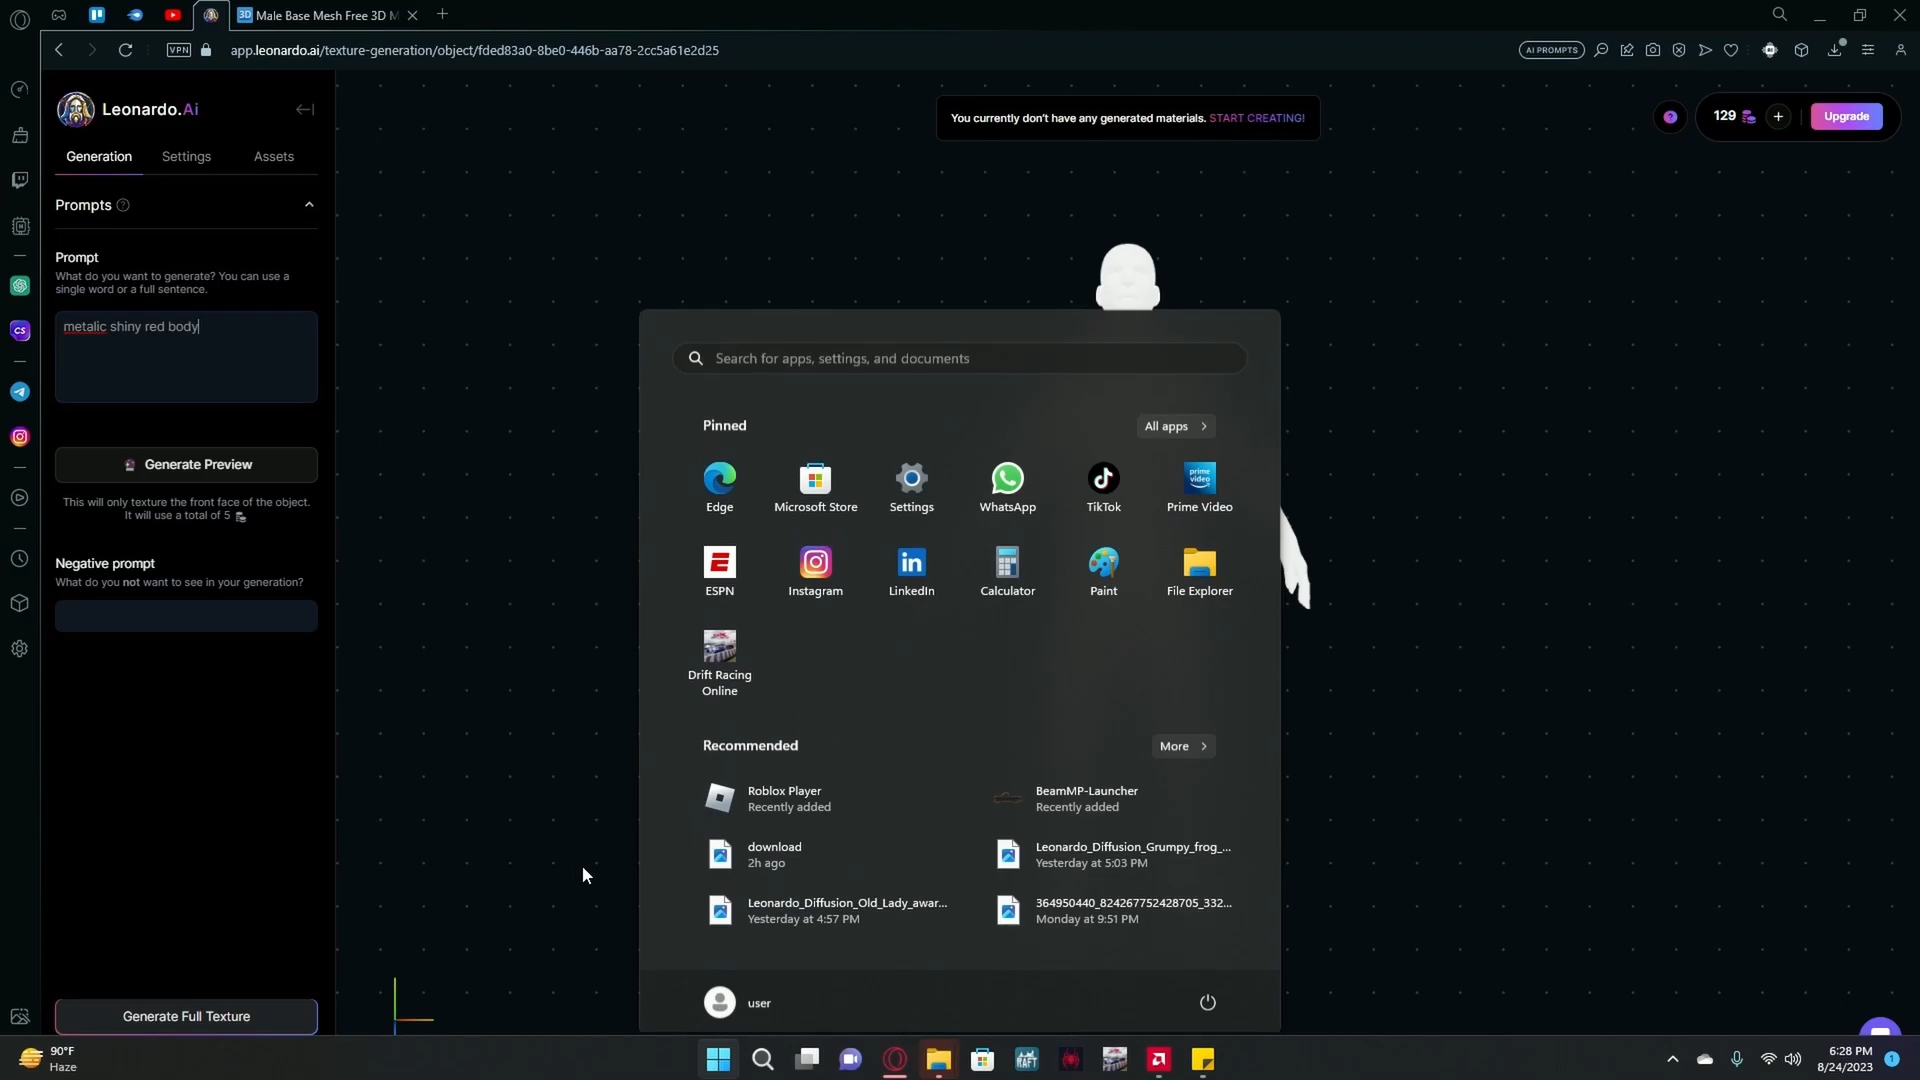 Male Base Mesh Free 3D M
VPN
app.leonardo.ai/texture-generation/object/fded83a0-8be0-446b-aa78-2cc5a61e2d25
AI PROMPTS
Leonardo.Ai
Generation
Settings
Assets
Prompts
Prompt
What do you want to generate? You can use a
single word or a full sentence.
metalic shiny red body
Generate Preview
This will only texture the front face of the object.
It will use a total of 5
Negative prompt
What do you not want to see in your generation?
Generate Full Texture
You currently don't have any generated materials. START CREATING!
129
Upgrade
Search for apps, settings, and documents
Pinned
All apps
Edge
Microsoft Store
Settings
WhatsApp
TikTok
Prime Video
ESPN
Instagram
LinkedIn
Calculator
Paint
File Explorer
Drift Racing
Online
Recommended
More
Roblox Player
Recently added
BeamMP-Launcher
Recently added
download
2h ago
Leonardo_Diffusion_Grumpy_frog_...
Yesterday at 5:03 PM
Leonardo_Diffusion_Old_Lady_awar...
Yesterday at 4:57 PM
364950440_824267752428705_332...
Monday at 9:51 PM
user
90°F
Haze
6:28 PM
8/24/2023
1